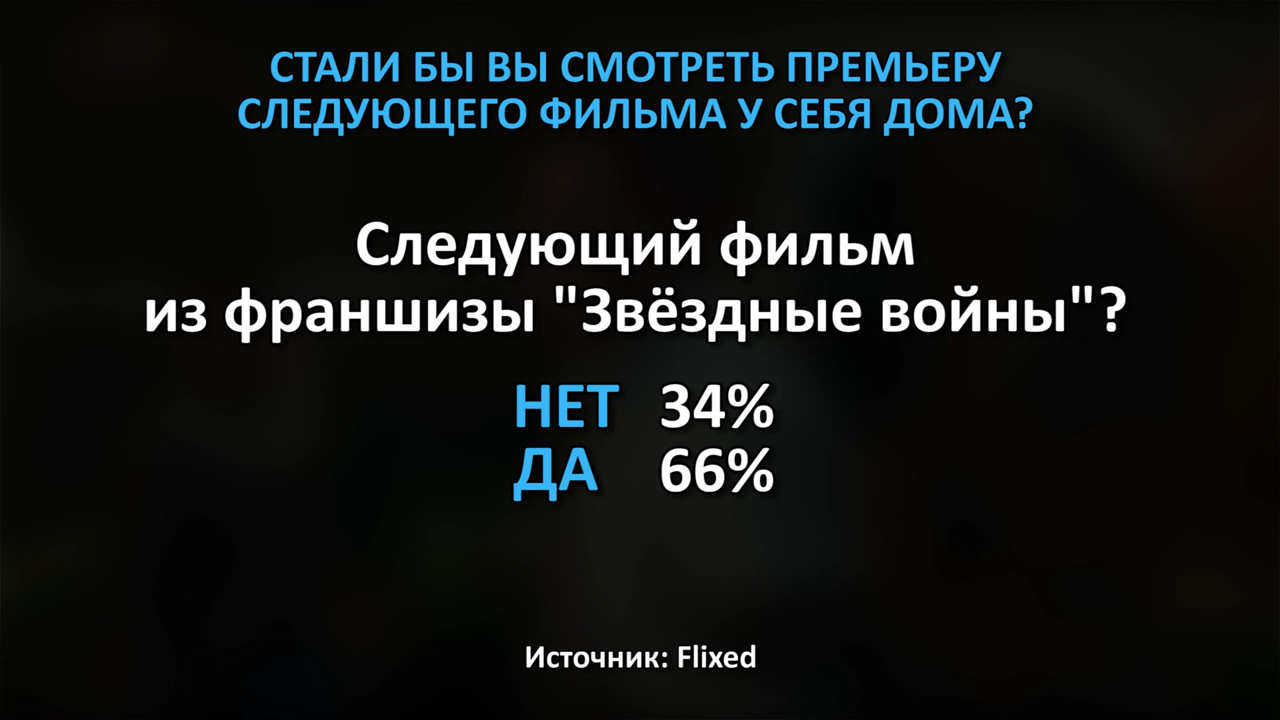 СТАЛИ БЫ ВЫ СМОТРЕТЬ ПРЕМЬЕРУ
СЛЕДУЮЩЕГО ФИЛЬМА У СЕБЯ ДОМА?
Следующий фильм
из франшизы "Звёздные войны"?
НЕТ 34%
ДА 66%
Источник: Flixed